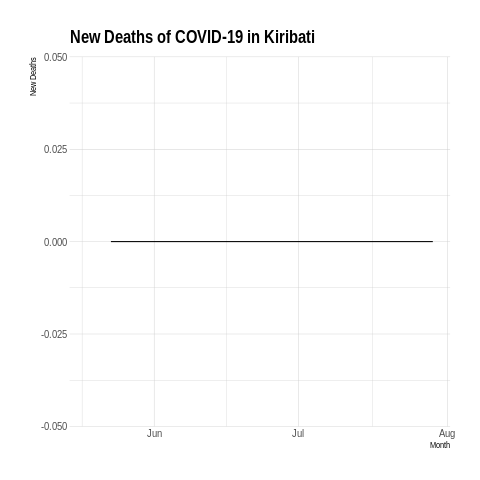 New Deaths of COVID-19 in Kiribati
New Deaths
0.050
0.025
0.000
-0.025
-0.050
Jun Jul Aug
Month